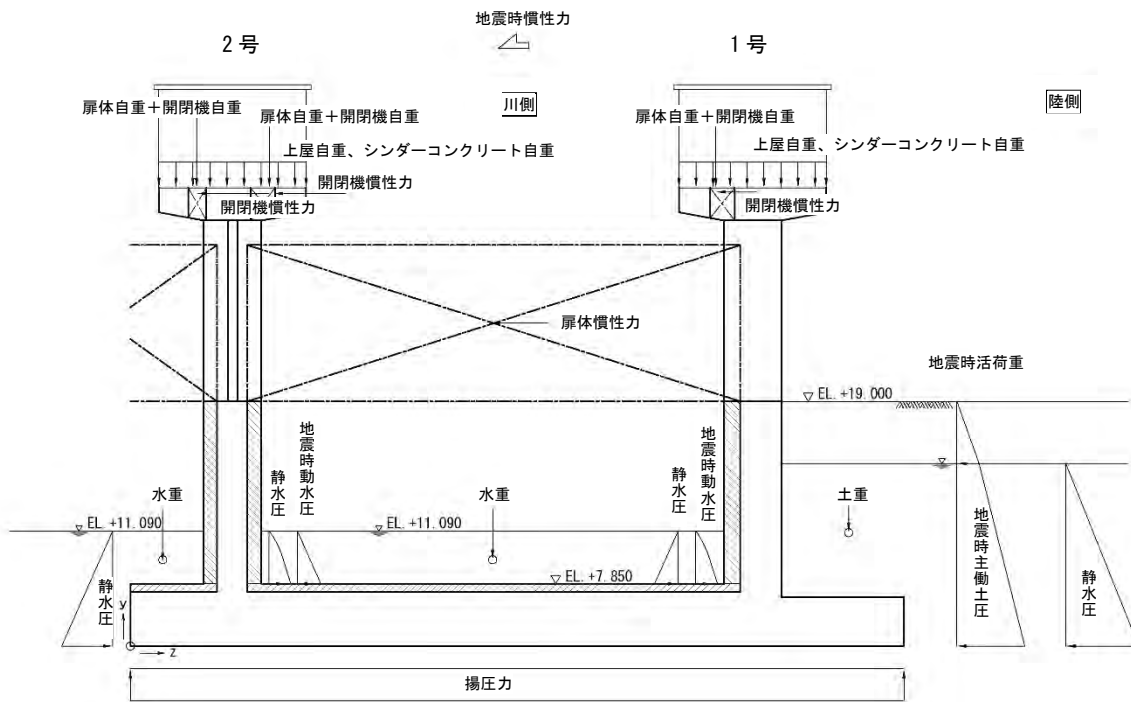 地震時慣性力
2号
1号
川側
陸側
扉体自重+開閉機自重
扉体自重+開閉機自重
扉体自重+開閉機自重
上屋自重、シンダーコンクリート自重
上屋自重、シンダーコンクリート自重
開閉機慣性力
開閉機慣性力
開閉機慣性力
扉体慣性力
地震時活荷重
EL. +19.000
静水圧
地震時動水圧
静水圧
地震時動水圧
水重
水重
土重
EL. +11.090
EL. +11.090
EL. +7.850
静水圧
地震時主働土圧
静水圧
y
z
揚圧力